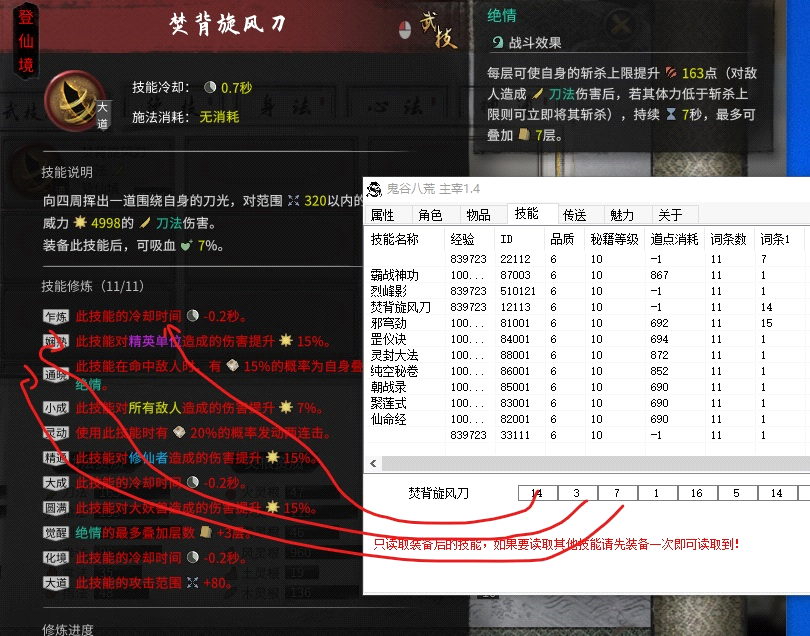 登仙境
焚背旋风刀
武技
大道
技能冷却： 0.7秒
施法消耗： 无消耗
身法
心法
技能说明
向四周挥出一道围绕自身的刀光，对范围 320以内的
威力 4998的 刀法伤害。
装备此技能后，可吸血 7%。
技能修炼（11/11）
乍炼 此技能的冷却时间 -0.2秒。
娴熟 此技能对精英单位造成的伤害提升 15%。
通晓 此技能在命中敌人时，有 15%的概率为自身叠
绝情。
小成 此技能对所有敌人造成的伤害提升 7%。
灵动 使用此技能时有 20%的概率发动两连击。
精通 此技能对修仙者造成的伤害提升 15%。
大成 此技能的冷却时间 -0.2秒。
圆满 此技能对大妖兽造成的伤害提升 15%。
觉醒 绝情的最多叠加层数 +3层。
化境 此技能的冷却时间 -0.2秒。
大道 此技能的攻击范围 +80。
修炼进度
绝情
战斗效果
每层可使自身的斩杀上限提升 163点（对敌
人造成 刀法伤害后，若其体力低于斩杀上
限则可立即将其斩杀），持续 7秒，最多可
叠加 7层。
鬼谷八荒 主宰1.4
属性 角色 物品 技能 传送 魅力 关于
技能名称 经验 ID 品质 秘籍等级 道点消耗 词条数 词条1
839723 22112 6 10 -1 11 7
霸战神功 100... 87003 6 10 867 11 1
烈峰影 839723 510121 6 10 -1 11 1
焚背旋风刀 839723 12113 6 10 -1 11 14
邪穹劲 100... 81001 6 10 692 11 15
罡仪诀 100... 84001 6 10 694 11 1
灵封大法 100... 88001 6 10 872 11 1
纯空秘卷 100... 86001 6 10 852 11 1
朝战录 100... 85001 6 10 690 11 1
聚莲式 100... 83001 6 10 690 11 1
仙命经 100... 82001 6 10 690 11 1
839723 33111 6 10 -1 11 1
焚背旋风刀 14 3 7 1 16 5 14
只读取装备后的技能，如果要读取其他技能请先装备一次即可读取到!